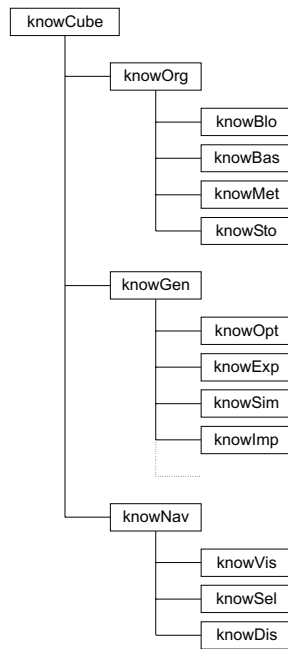 knowCube
knowOrg
knowBlo
knowBas
knowMet
knowSto
knowGen
knowOpt
knowExp
knowSim
knowImp
knowNav
knowVis
knowSel
knowDis